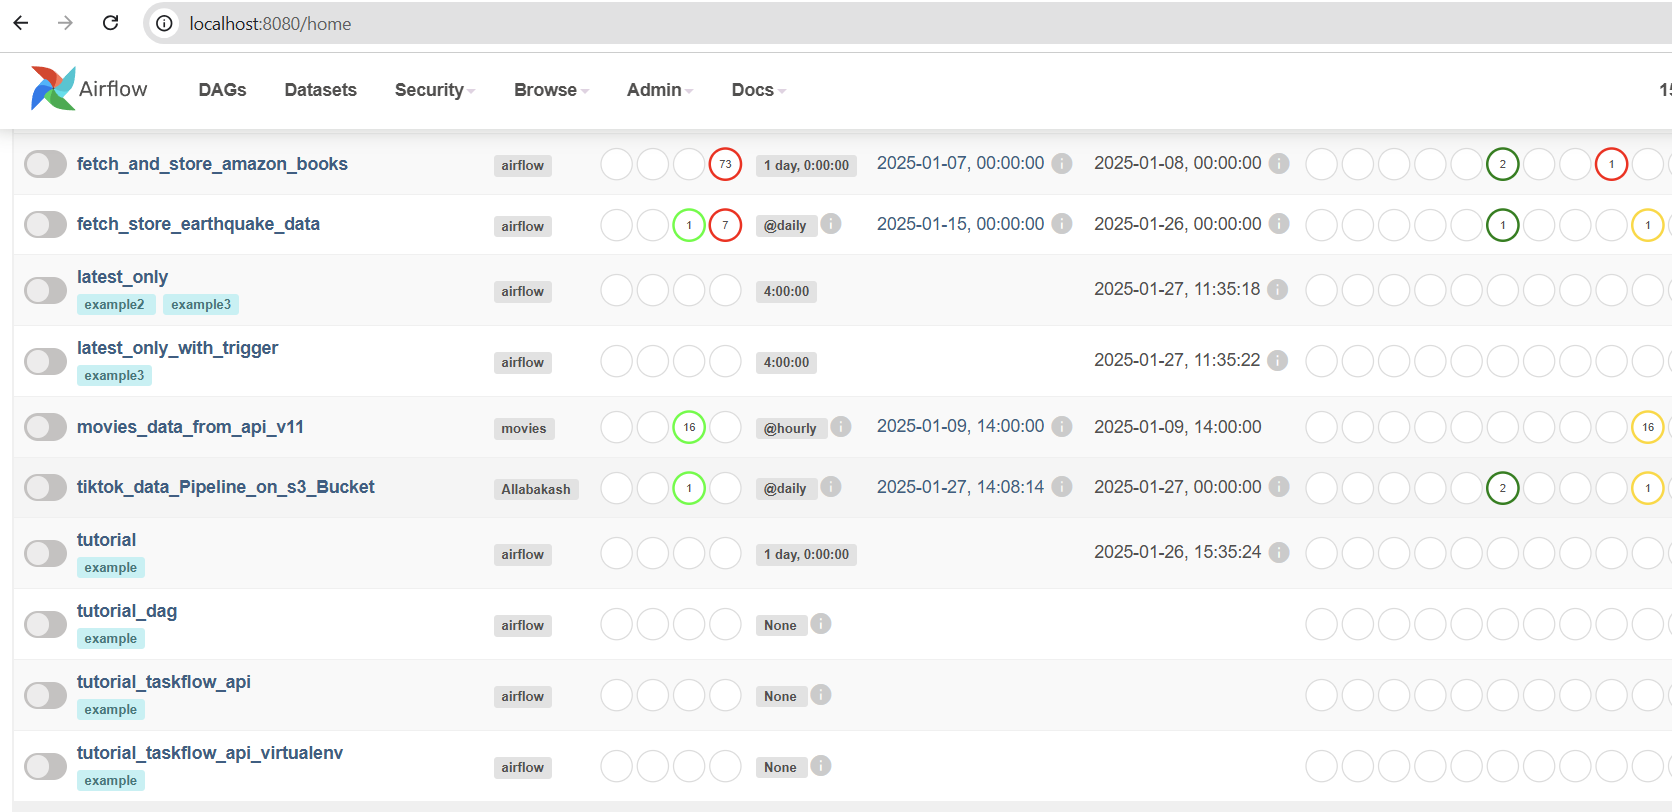 localhost:8080/home
Airflow DAGs Datasets Security Browse Admin Docs 15
fetch_and_store_amazon_books airflow 73 1 day, 0:00:00 2025-01-07, 00:00:00 2025-01-08, 00:00:00 2 1
fetch_store_earthquake_data airflow 1 7 @daily 2025-01-15, 00:00:00 2025-01-26, 00:00:00 1 1
latest_only airflow 4:00:00 2025-01-27, 11:35:18
example2 example3
latest_only_with_trigger airflow 4:00:00 2025-01-27, 11:35:22
example3
movies_data_from_api_v11 movies 16 @hourly 2025-01-09, 14:00:00 2025-01-09, 14:00:00 16
tiktok_data_Pipeline_on_s3_Bucket Allabakash 1 @daily 2025-01-27, 14:08:14 2025-01-27, 00:00:00 2 1
tutorial airflow 1 day, 0:00:00 2025-01-26, 15:35:24
example
tutorial_dag airflow None
example
tutorial_taskflow_api airflow None
example
tutorial_taskflow_api_virtualenv airflow None
example